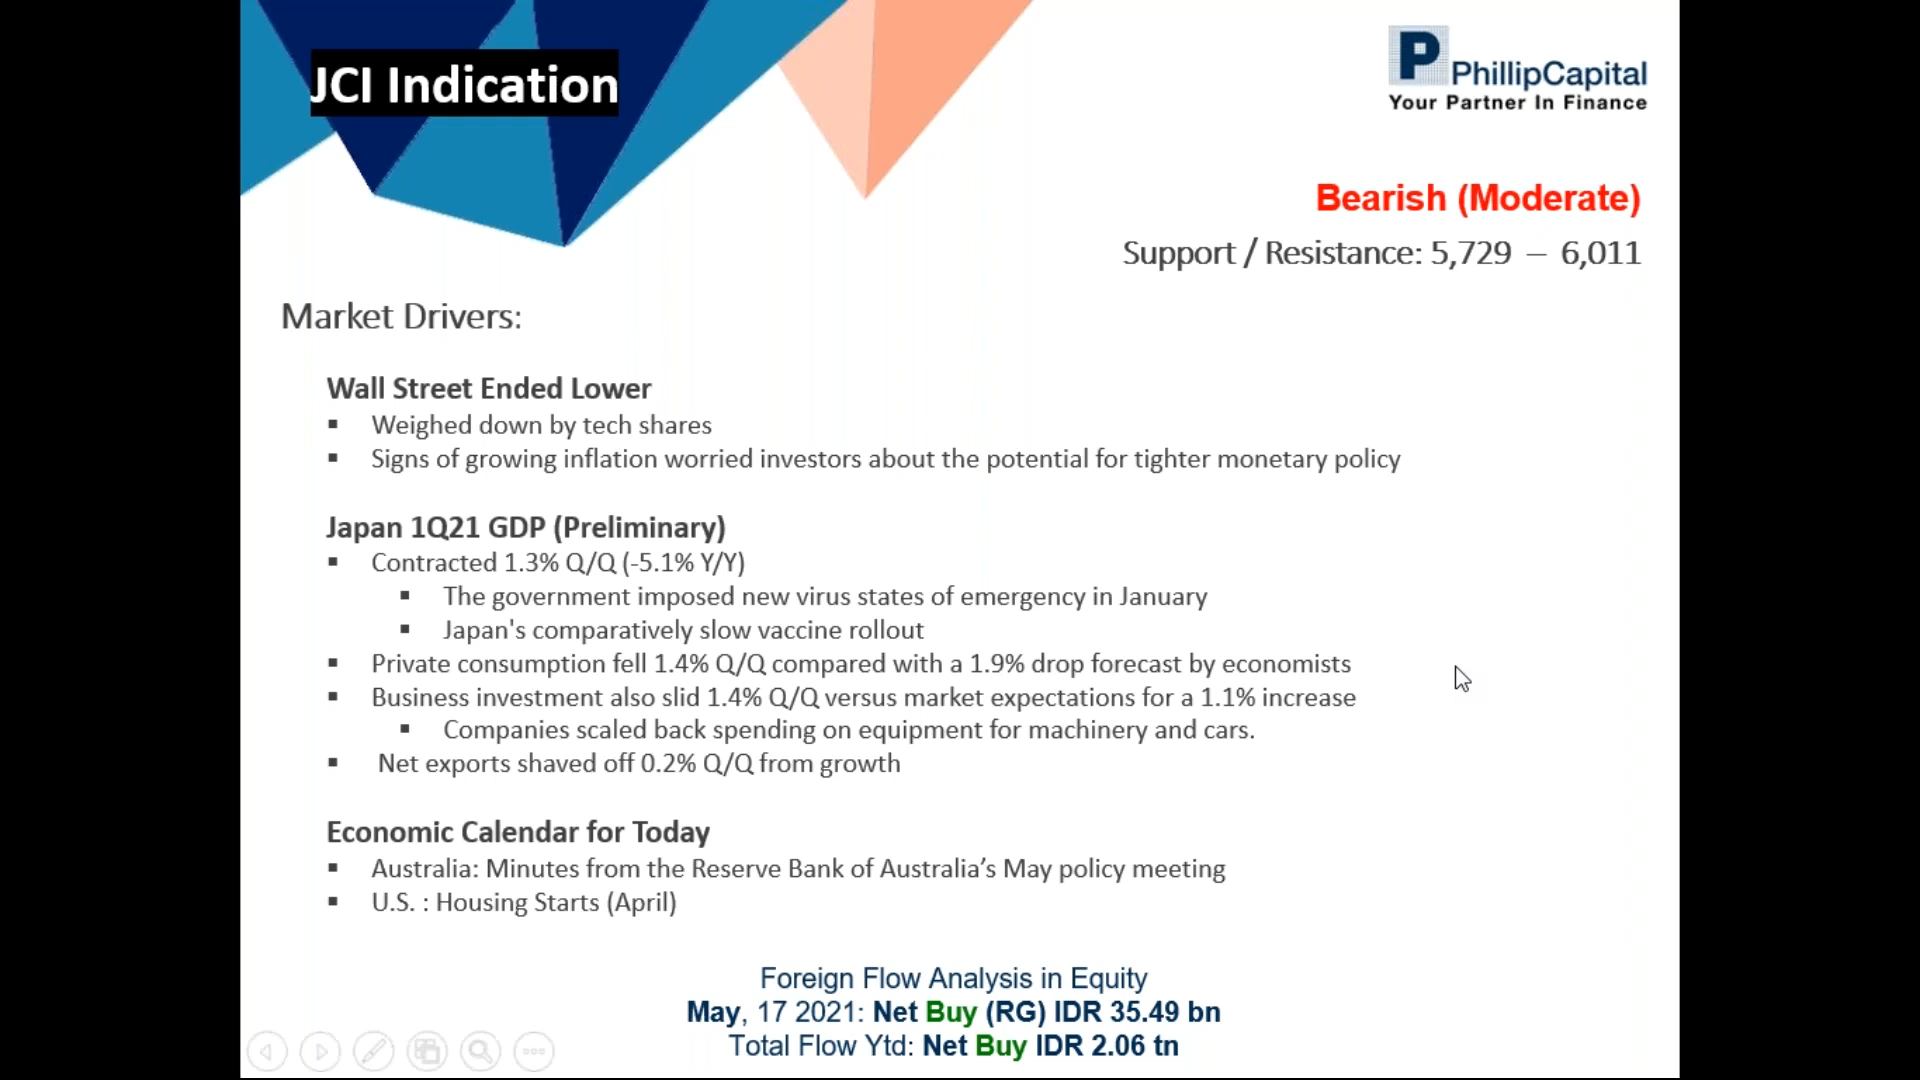 JCI Indication
PhillipCapital
Your Partner In Finance
Bearish (Moderate)
Support / Resistance: 5,729 – 6,011
Market Drivers:
Wall Street Ended Lower
▪ Weighed down by tech shares
▪ Signs of growing inflation worried investors about the potential for tighter monetary policy
Japan 1Q21 GDP (Preliminary)
▪ Contracted 1.3% Q/Q (-5.1% Y/Y)
▪ The government imposed new virus states of emergency in January
▪ Japan's comparatively slow vaccine rollout
▪ Private consumption fell 1.4% Q/Q compared with a 1.9% drop forecast by economists
▪ Business investment also slid 1.4% Q/Q versus market expectations for a 1.1% increase
▪ Companies scaled back spending on equipment for machinery and cars.
▪ Net exports shaved off 0.2% Q/Q from growth
Economic Calendar for Today
▪ Australia: Minutes from the Reserve Bank of Australia’s May policy meeting
▪ U.S. : Housing Starts (April)
Foreign Flow Analysis in Equity
May, 17 2021: Net Buy (RG) IDR 35.49 bn
Total Flow Ytd: Net Buy IDR 2.06 tn